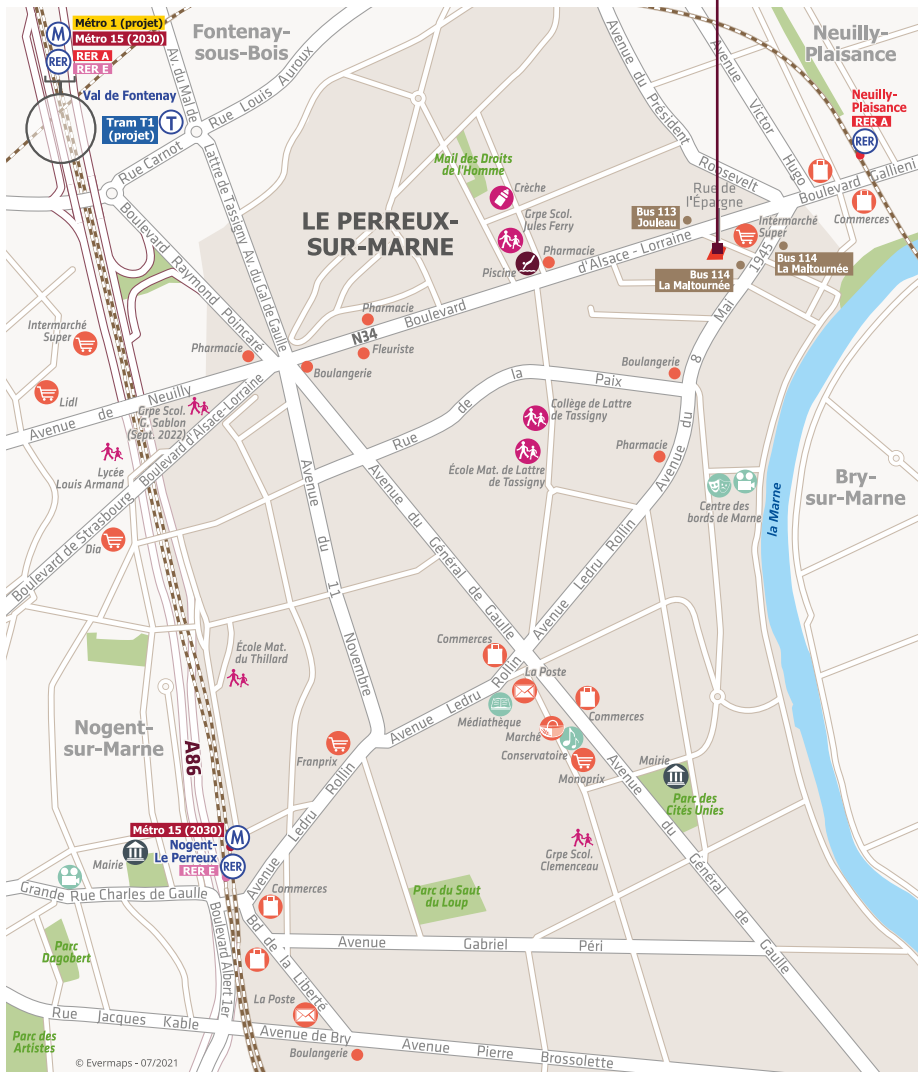 Métro 1 (projet)
Métro 15 (2030)
M
RER
RER A
RER E
Val de Fontenay
Tram T1
(projet)
T
Fontenay-
sous-Bois
Av. du Mal de
Lattre de Tassigny
Av. du Gal de Gaulle
Rue Louis Auroux
Rue Carnot
Boulevard Raymond Poincaré
Avenue du Président
Roosevelt
Avenue Victor
Hugo
Neuilly-
Plaisance
Neuilly-
Plaisance
RER A
RER
Boulevard Gallieni
Commerces
Mail des Droits
de l'Homme
Crèche
Grpe Scol.
Jules Ferry
Piscine
Pharmacie
LE PERREUX-
SUR-MARNE
Rue de
l'Épargne
Bus 113
Jouleau
Intermarché
Super
Bus 114
La Maltournée
Bus 114
La Maltournée
Boulevard
d'Alsace - Lorraine
N34
Pharmacie
Fleuriste
Pharmacie
Boulangerie
Intermarché
Super
Lidl
Avenue de Neuilly
Grpe Scol.
G. Sablon
(Sept. 2022)
Boulevard d'Alsace-Lorraine
Lycée
Louis Armand
Boulevard de Strasbourg
Dia
Rue de la Paix
Boulangerie
Avenue du 8 Mai 1945
Collège de Lattre
de Tassigny
École Mat. de Lattre
de Tassigny
Pharmacie
Centre des
bords de Marne
la Marne
Bry-
sur-Marne
Avenue du 11 Novembre
Avenue du Général de Gaulle
Avenue Ledru Rollin
École Mat.
du Thillard
Commerces
La Poste
Médiathèque
Marché
Conservatoire
Monoprix
Commerces
Avenue Ledru Rollin
Nogent-
sur-Marne
A86
Franprix
Avenue Ledru Rollin
Mairie
Parc des
Cités Unies
Avenue du Général de Gaulle
Grpe Scol.
Clemenceau
Métro 15 (2030)
M
Nogent-
Le Perreux
RER E
RER
Mairie
Grande Rue Charles de Gaulle
Commerces
Parc du Saut
du Loup
Parc
Dagobert
Boulevard Albert 1er
Bd de la Liberté
Avenue Gabriel Péri
La Poste
Rue Jacques Kable
Avenue de Bry
Avenue Pierre Brossolette
Parc des
Artistes
Boulangerie
© Evermaps - 07/2021